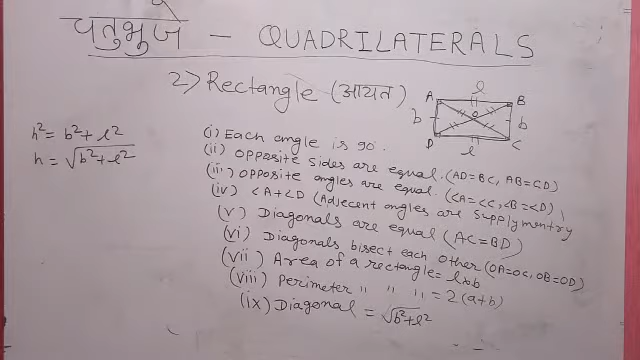 चतुर्भुज - QUADRILATERALS
2) Rectangle (आयत)
A l B
b o b
D l C
h² = b² + l²
h = √b² + l²
(i) Each angle is 90.
(ii) Opposite sides are equal. (AD = BC, AB = CD)
(iii) Opposite angles are equal. (<A = <C, <B = <D)
(iv) <A + <D (Adjecent angles are Supplymentry
(v) Diagonals are equal (AC = BD)
(vi) Diagonals bisect each other (OA = OC, OB = OD)
(vii) Area of a rectangle = l×b
(viii) Perimeter " " " = 2(a+b)
(ix) Diagonal = √b²+l²